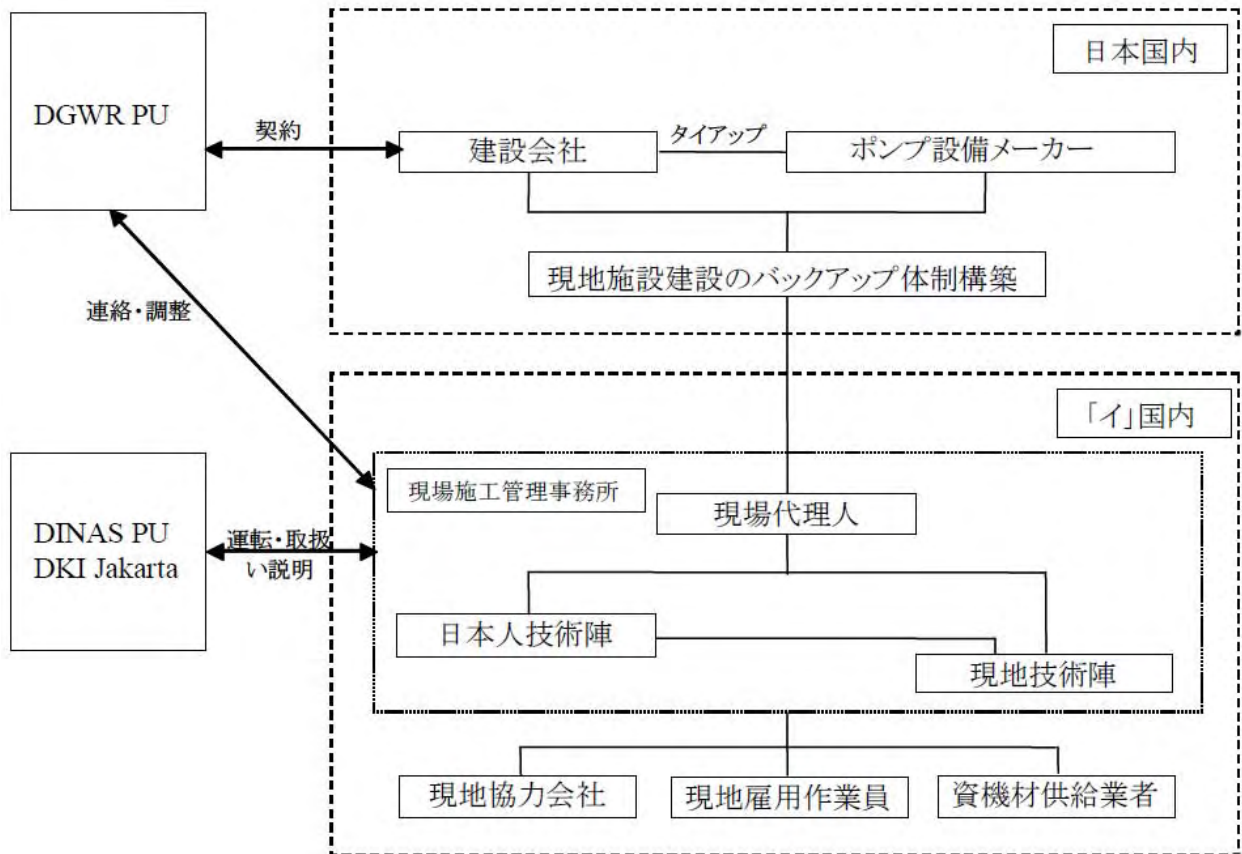 日本国内
DGWR PU
契約
建設会社
タイアップ
ポンプ設備メーカー
現地施設建設のバックアップ体制構築
連絡・調整
「イ」国内
DINAS PU
DKI Jakarta
運転・取扱
い説明
現場施工管理事務所
現場代理人
日本人技術陣
現地技術陣
現地協力会社
現地雇用作業員
資機材供給業者